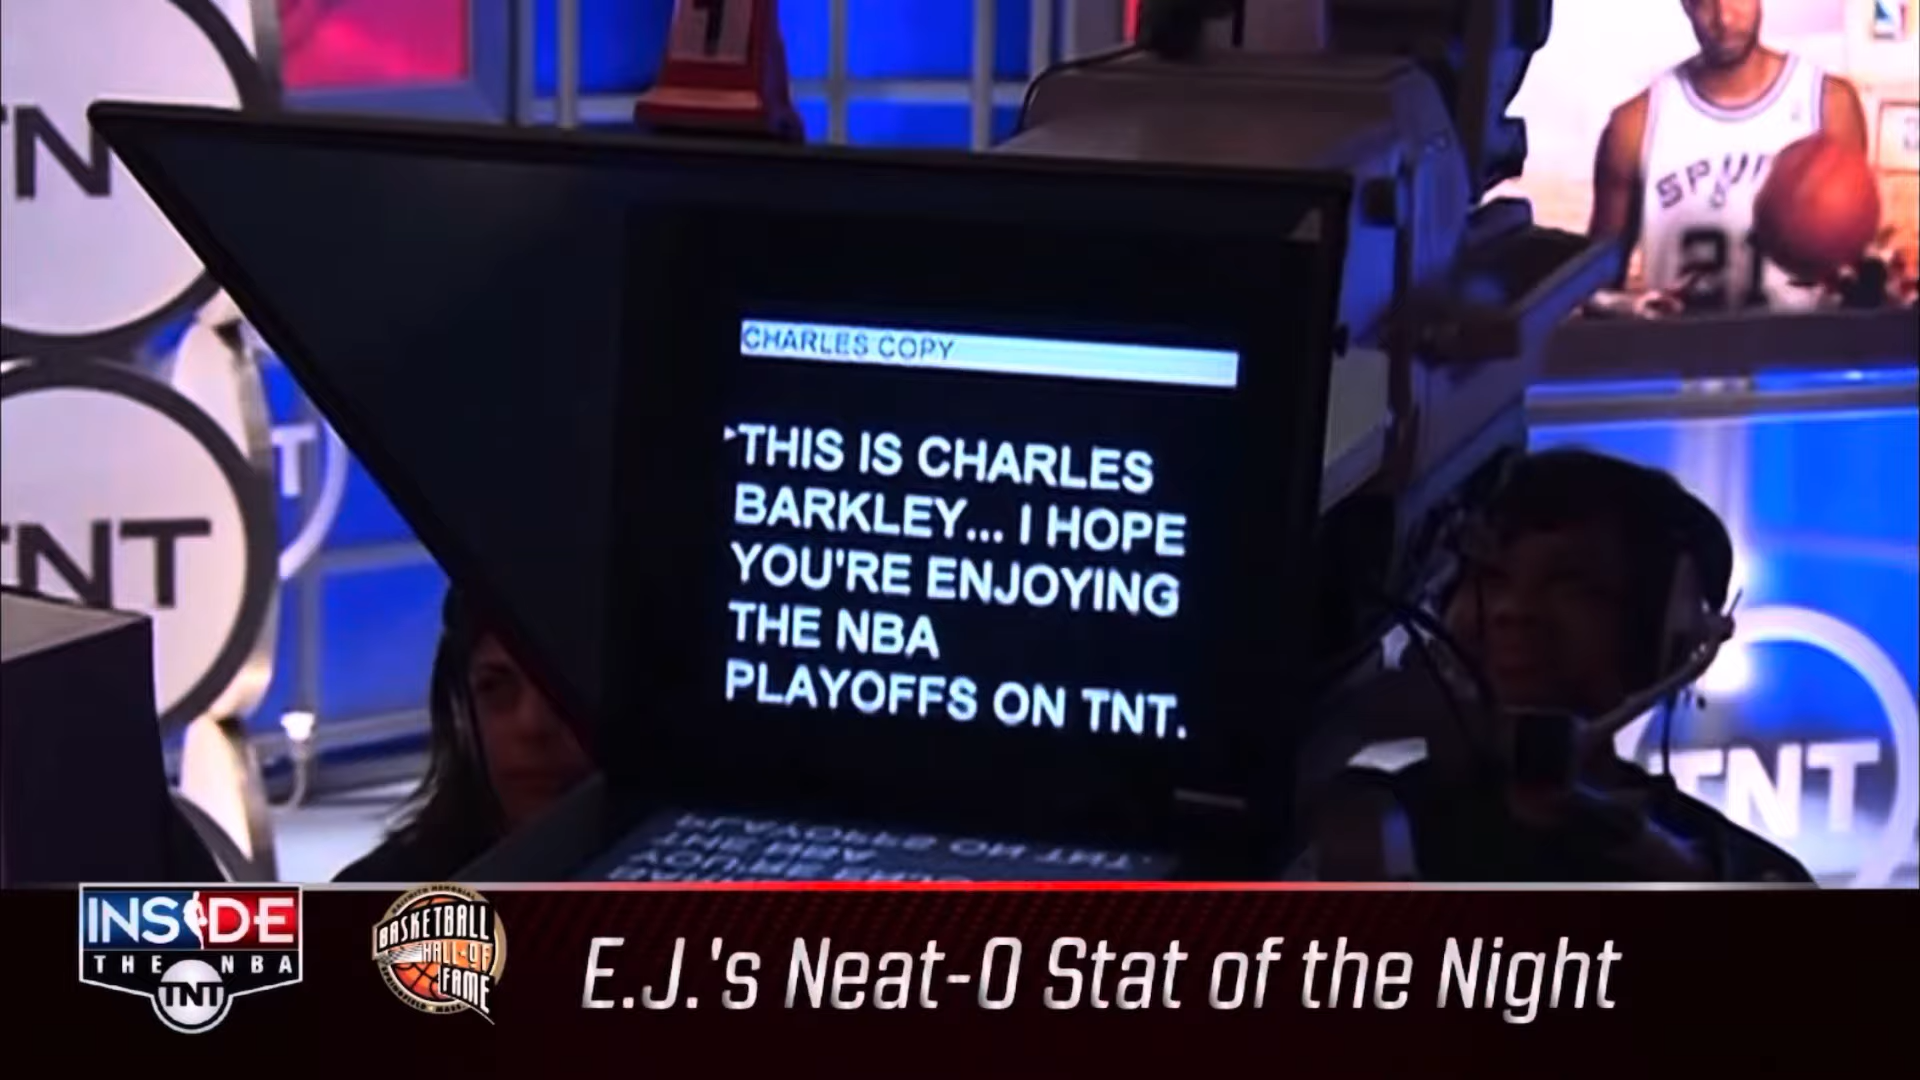 1
TNT
SPURS
21
CHARLES COPY
THIS IS CHARLES
BARKLEY... I HOPE
YOU'RE ENJOYING
THE NBA
PLAYOFFS ON TNT.
TNT
TNT
INSIDE
THE NBA
TNT
BASKETBALL
HALL-OF
FAME
E.J.'s Neat-O Stat of the Night